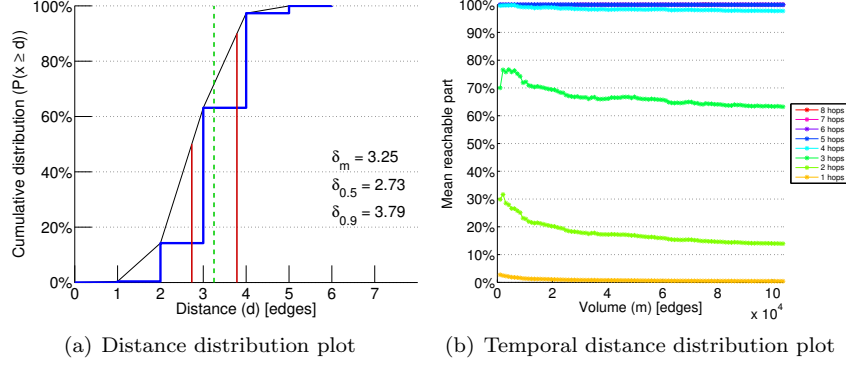 100%
80%
60%
40%
20%
0%
0 1 2 3 4 5 6 7
Cumulative distribution (P(x ≥ d))
Distance (d) [edges]
δm = 3.25
δ0.5 = 2.73
δ0.9 = 3.79
(a) Distance distribution plot
100%
90%
80%
70%
60%
50%
40%
30%
20%
10%
0%
0 2 4 6 8 10
x 10⁴
Mean reachable part
Volume (m) [edges]
8 hops
7 hops
6 hops
5 hops
4 hops
3 hops
2 hops
1 hops
(b) Temporal distance distribution plot